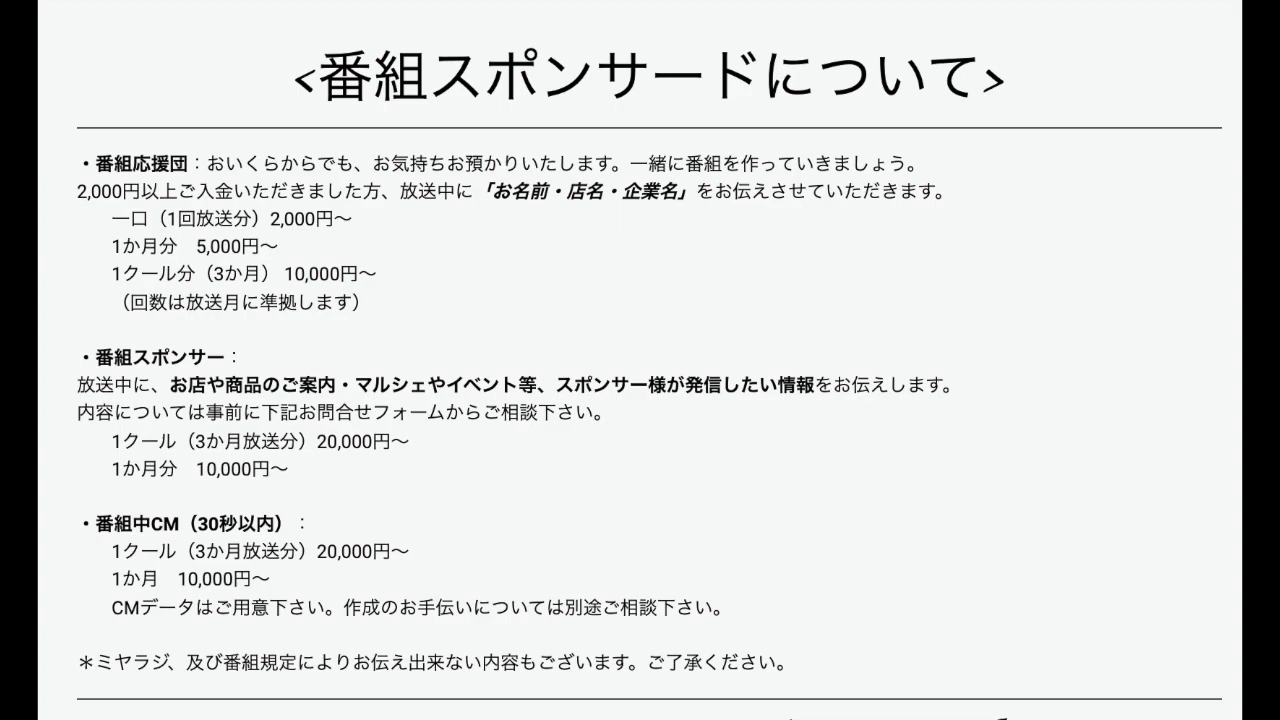 <番組スポンサードについて>
・番組応援団：おいくらからでも、お気持ちお預かりいたします。一緒に番組を作っていきましょう。
2,000円以上ご入金いただきました方、放送中に「お名前・店名・企業名」をお伝えさせていただきます。
一口（1回放送分）2,000円〜
1か月分　5,000円〜
1クール分（3か月） 10,000円〜
（回数は放送月に準拠します）
・番組スポンサー：
放送中に、お店や商品のご案内・マルシェやイベント等、スポンサー様が発信したい情報をお伝えします。
内容については事前に下記お問合せフォームからご相談下さい。
1クール（3か月放送分）20,000円〜
1か月分　10,000円〜
・番組中CM（30秒以内）：
1クール（3か月放送分）20,000円〜
1か月　10,000円〜
CMデータはご用意下さい。作成のお手伝いについては別途ご相談下さい。
＊ミヤラジ、及び番組規定によりお伝え出来ない内容もございます。ご了承ください。